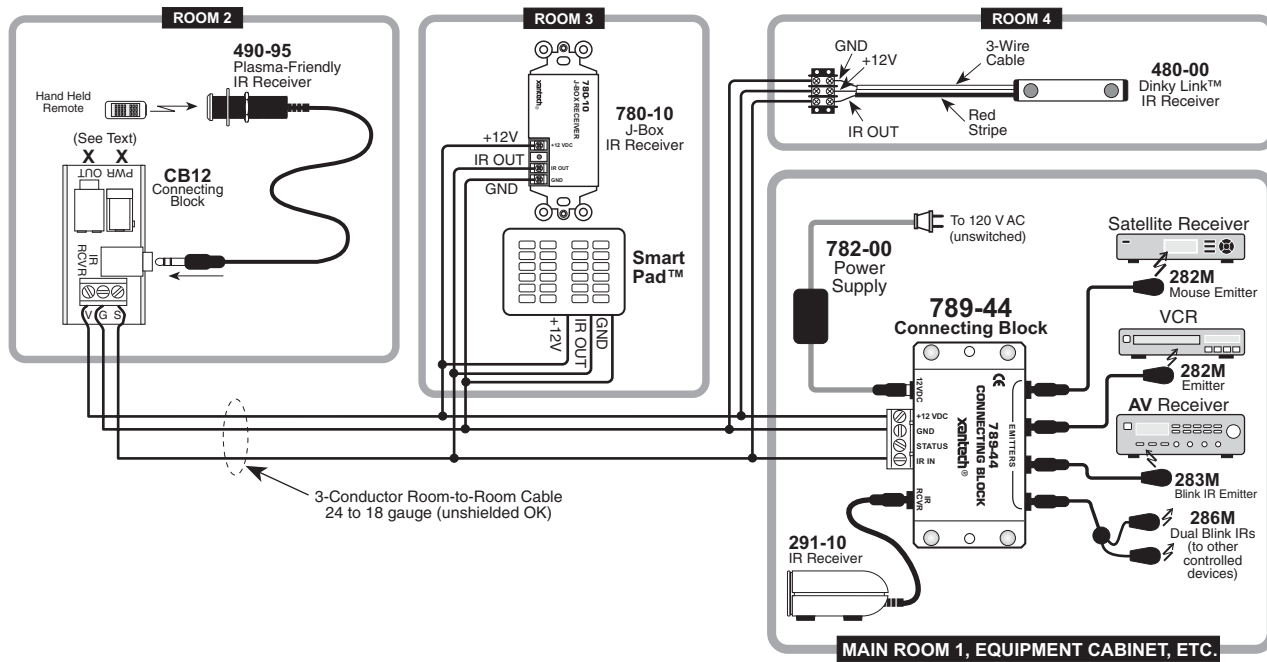 ROOM 2
490-95
Plasma-Friendly
IR Receiver
Hand Held
Remote
(See Text)
X X
OUT PWR
CB12
Connecting
Block
IR
RCVR
V G S
ROOM 3
xantech®
780-10
J-BOX RECEIVER
+12 VDC
IR OUT
GND
780-10
J-Box
IR Receiver
+12V
IR OUT
GND
Smart
Pad™
+12V
IR OUT
GND
ROOM 4
GND
+12V
3-Wire
Cable
480-00
Dinky Link™
IR Receiver
IR OUT
Red
Stripe
3-Conductor Room-to-Room Cable
24 to 18 gauge (unshielded OK)
To 120 V AC
(unswitched)
782-00
Power
Supply
789-44
Connecting Block
12VDC
CE
+12 VDC
GND
STATUS
IR IN
IR
RCVR
EMITTERS
789-44
CONNECTING BLOCK
xantech®
291-10
IR Receiver
Satellite Receiver
282M
Mouse Emitter
VCR
282M
Emitter
AV Receiver
283M
Blink IR Emitter
286M
Dual Blink IRs
(to other
controlled
devices)
MAIN ROOM 1, EQUIPMENT CABINET, ETC.